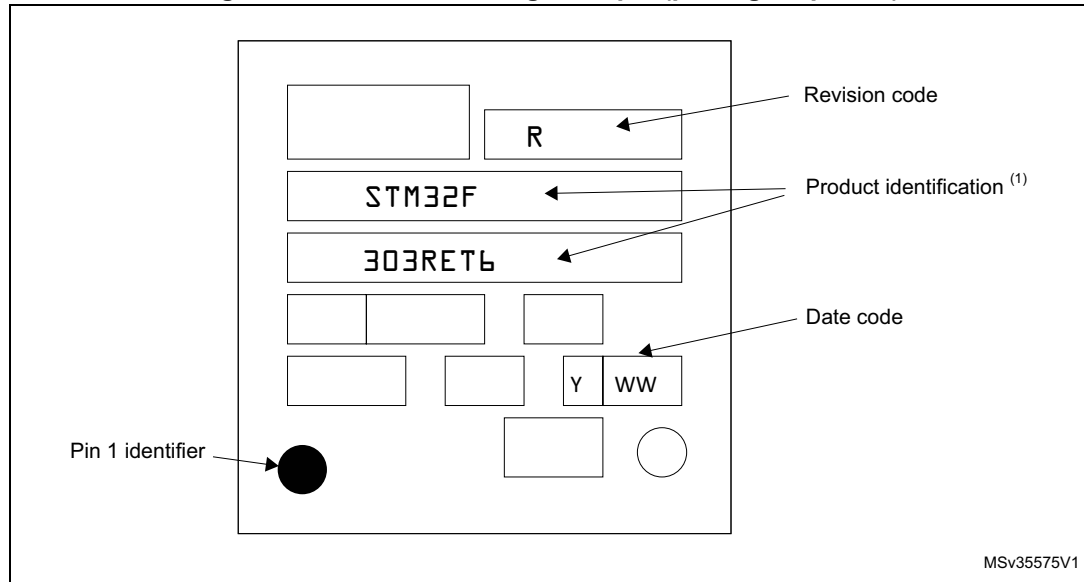 Revision code
R
Product identification (1)
STM32F
303RET6
Date code
Y WW
Pin 1 identifier
MSv35575V1